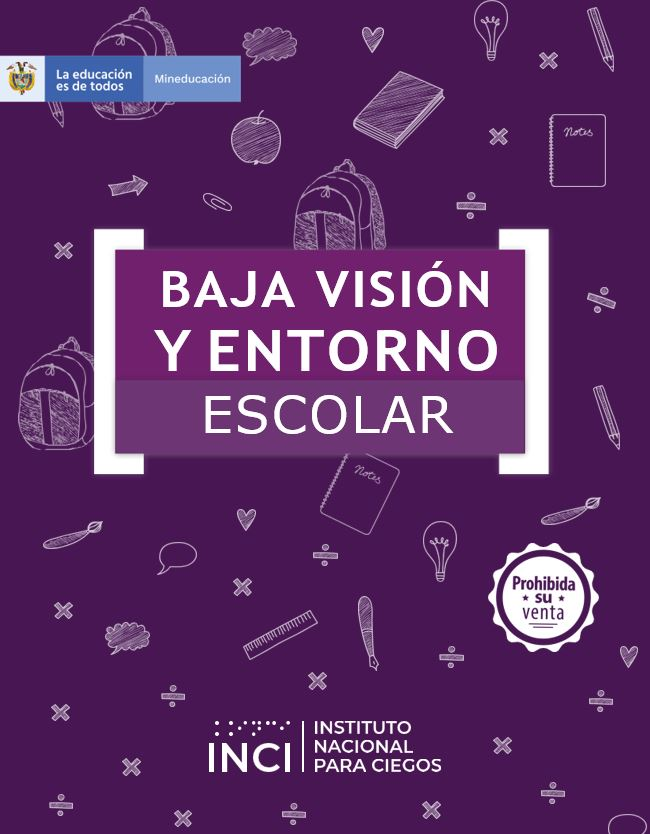 La educación
es de todos
Mineducación
Notes
BAJA VISIÓN
Y ENTORNO
ESCOLAR
Notes
Prohibida
su
venta
INCI
INSTITUTO
NACIONAL
PARA CIEGOS